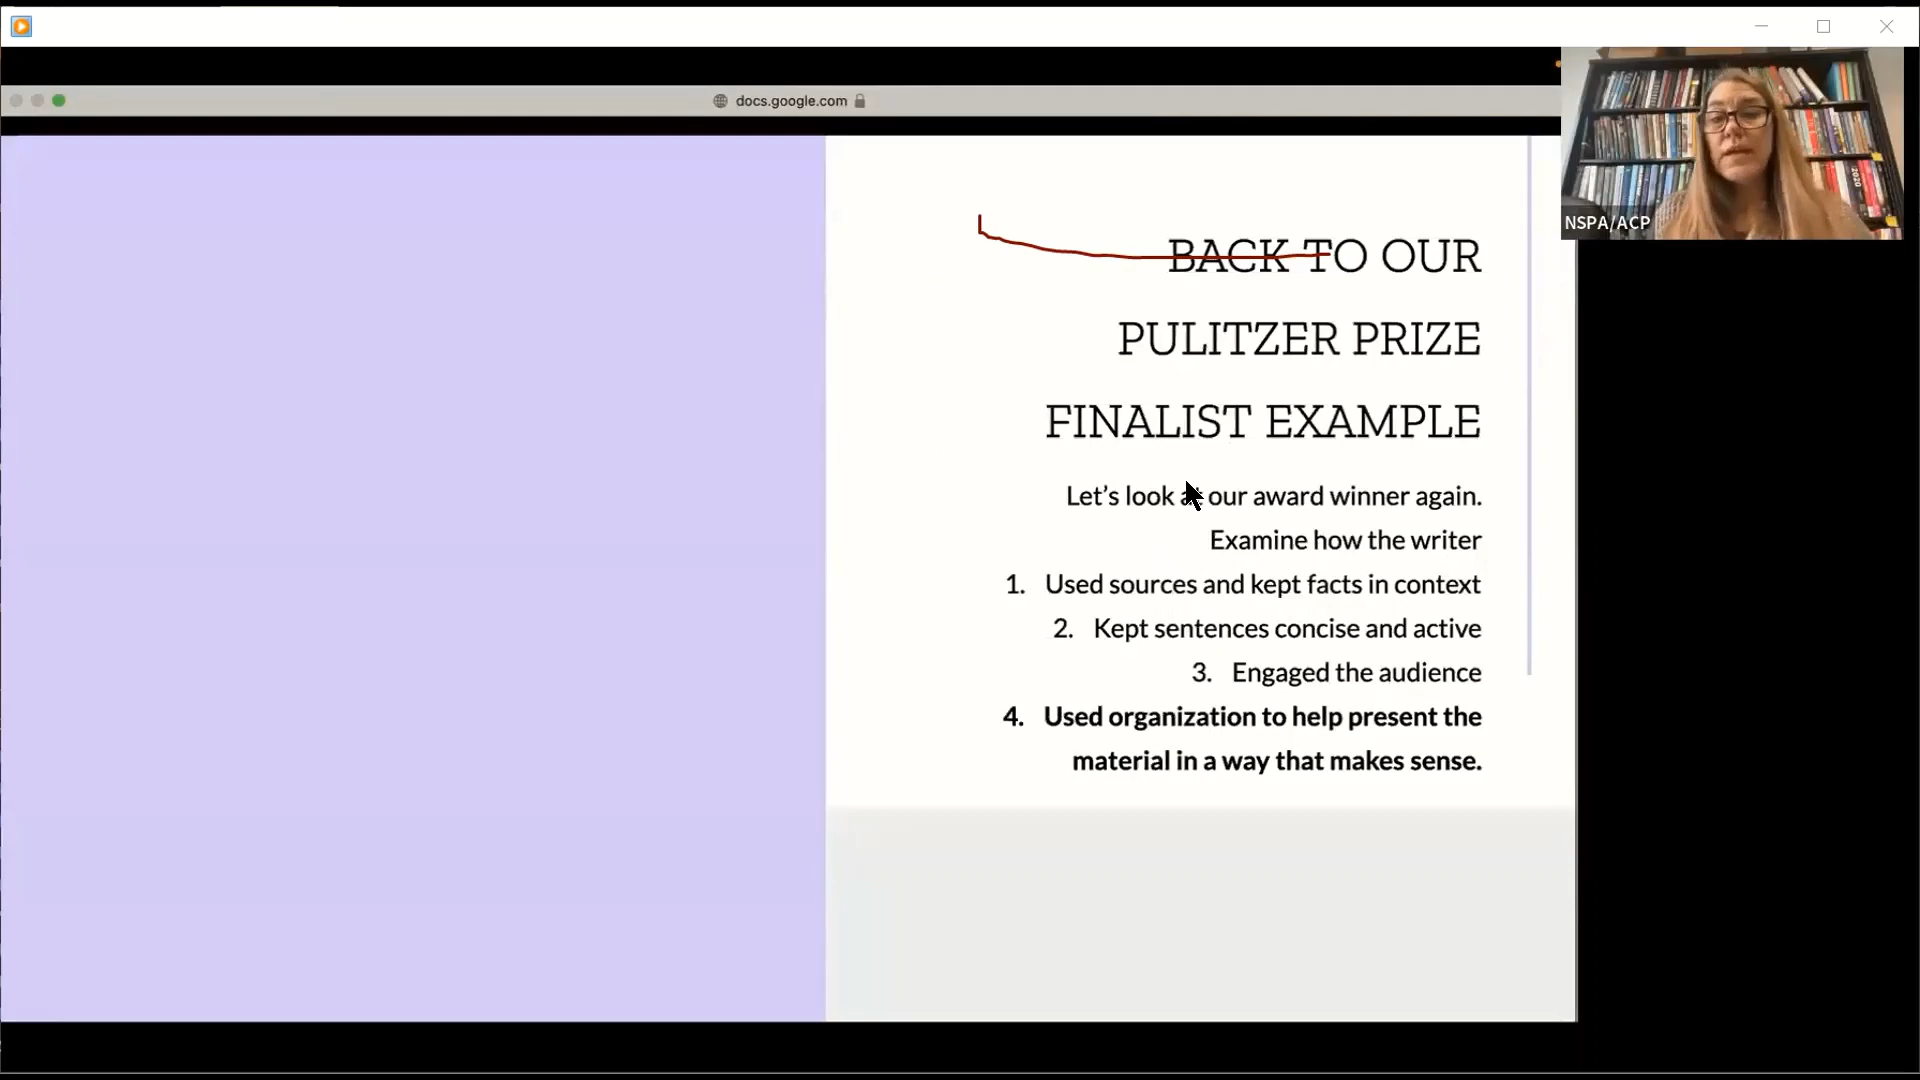 docs.google.com
NSPA/ACP
2020
BACK TO OUR
PULITZER PRIZE
FINALIST EXAMPLE
Let’s look at our award winner again.
Examine how the writer
1. Used sources and kept facts in context
2. Kept sentences concise and active
3. Engaged the audience
4. Used organization to help present the
material in a way that makes sense.